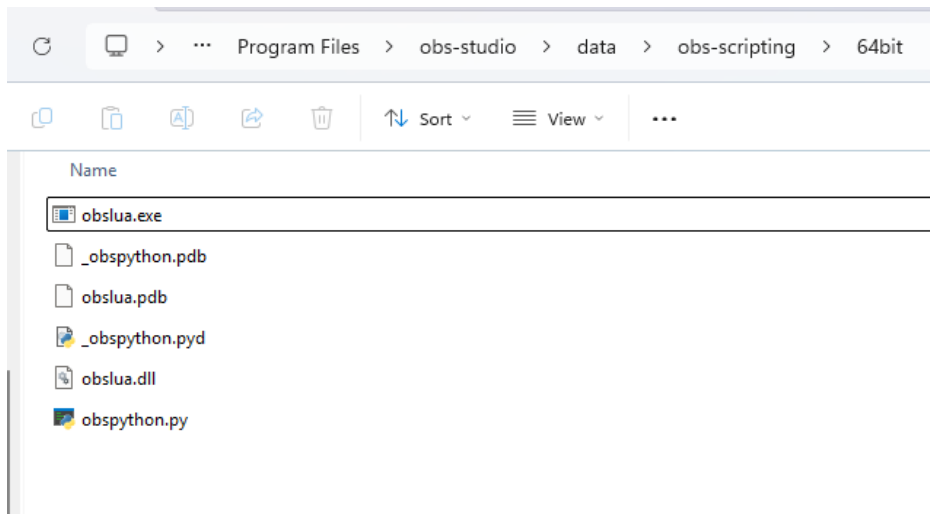 > ... Program Files > obs-studio > data > obs-scripting > 64bit
Sort View ...
Name
obslua.exe
_obspython.pdb
obslua.pdb
_obspython.pyd
obslua.dll
obspython.py